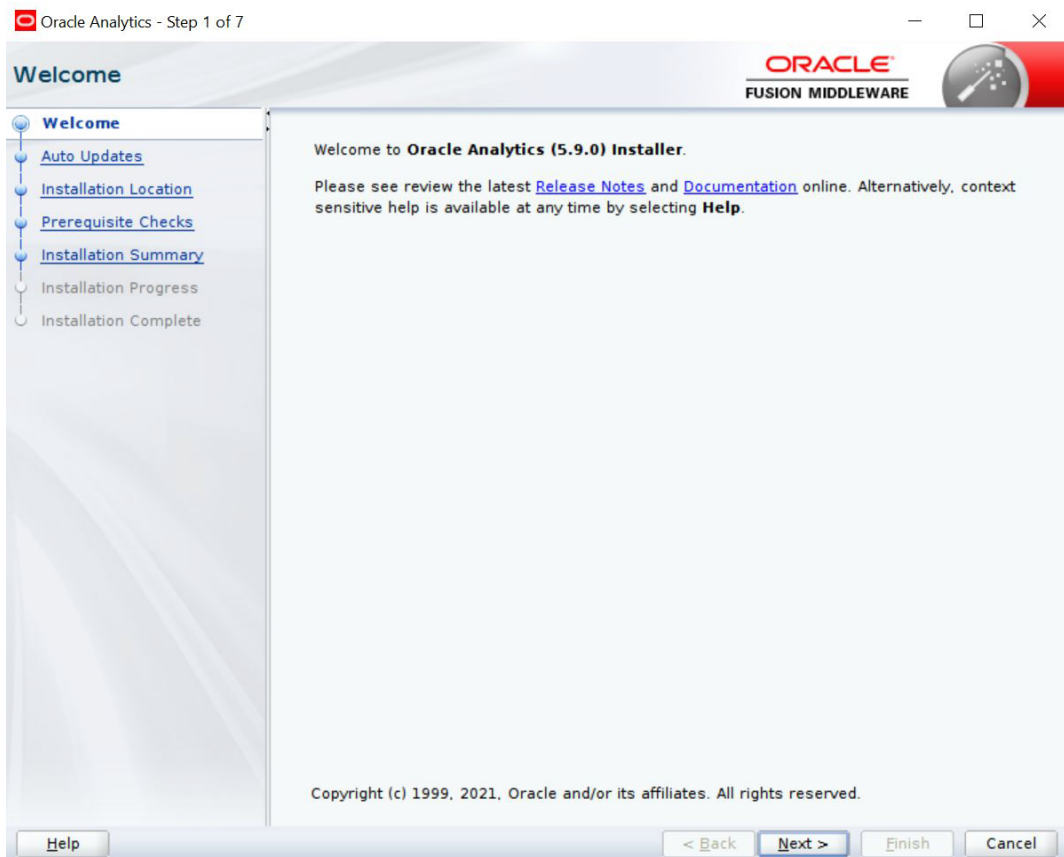 Oracle Analytics - Step 1 of 7
Welcome
ORACLE
FUSION MIDDLEWARE
Welcome
Auto Updates
Installation Location
Prerequisite Checks
Installation Summary
Installation Progress
Installation Complete
Welcome to Oracle Analytics (5.9.0) Installer.
Please see review the latest Release Notes and Documentation online. Alternatively, context
sensitive help is available at any time by selecting Help.
Copyright (c) 1999, 2021, Oracle and/or its affiliates. All rights reserved.
Help
< Back
Next >
Finish
Cancel